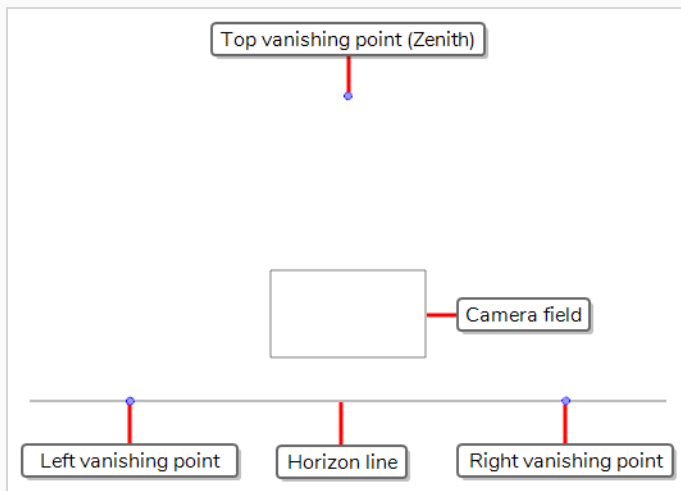 Top vanishing point (Zenith)
Camera field
Left vanishing point
Horizon line
Right vanishing point